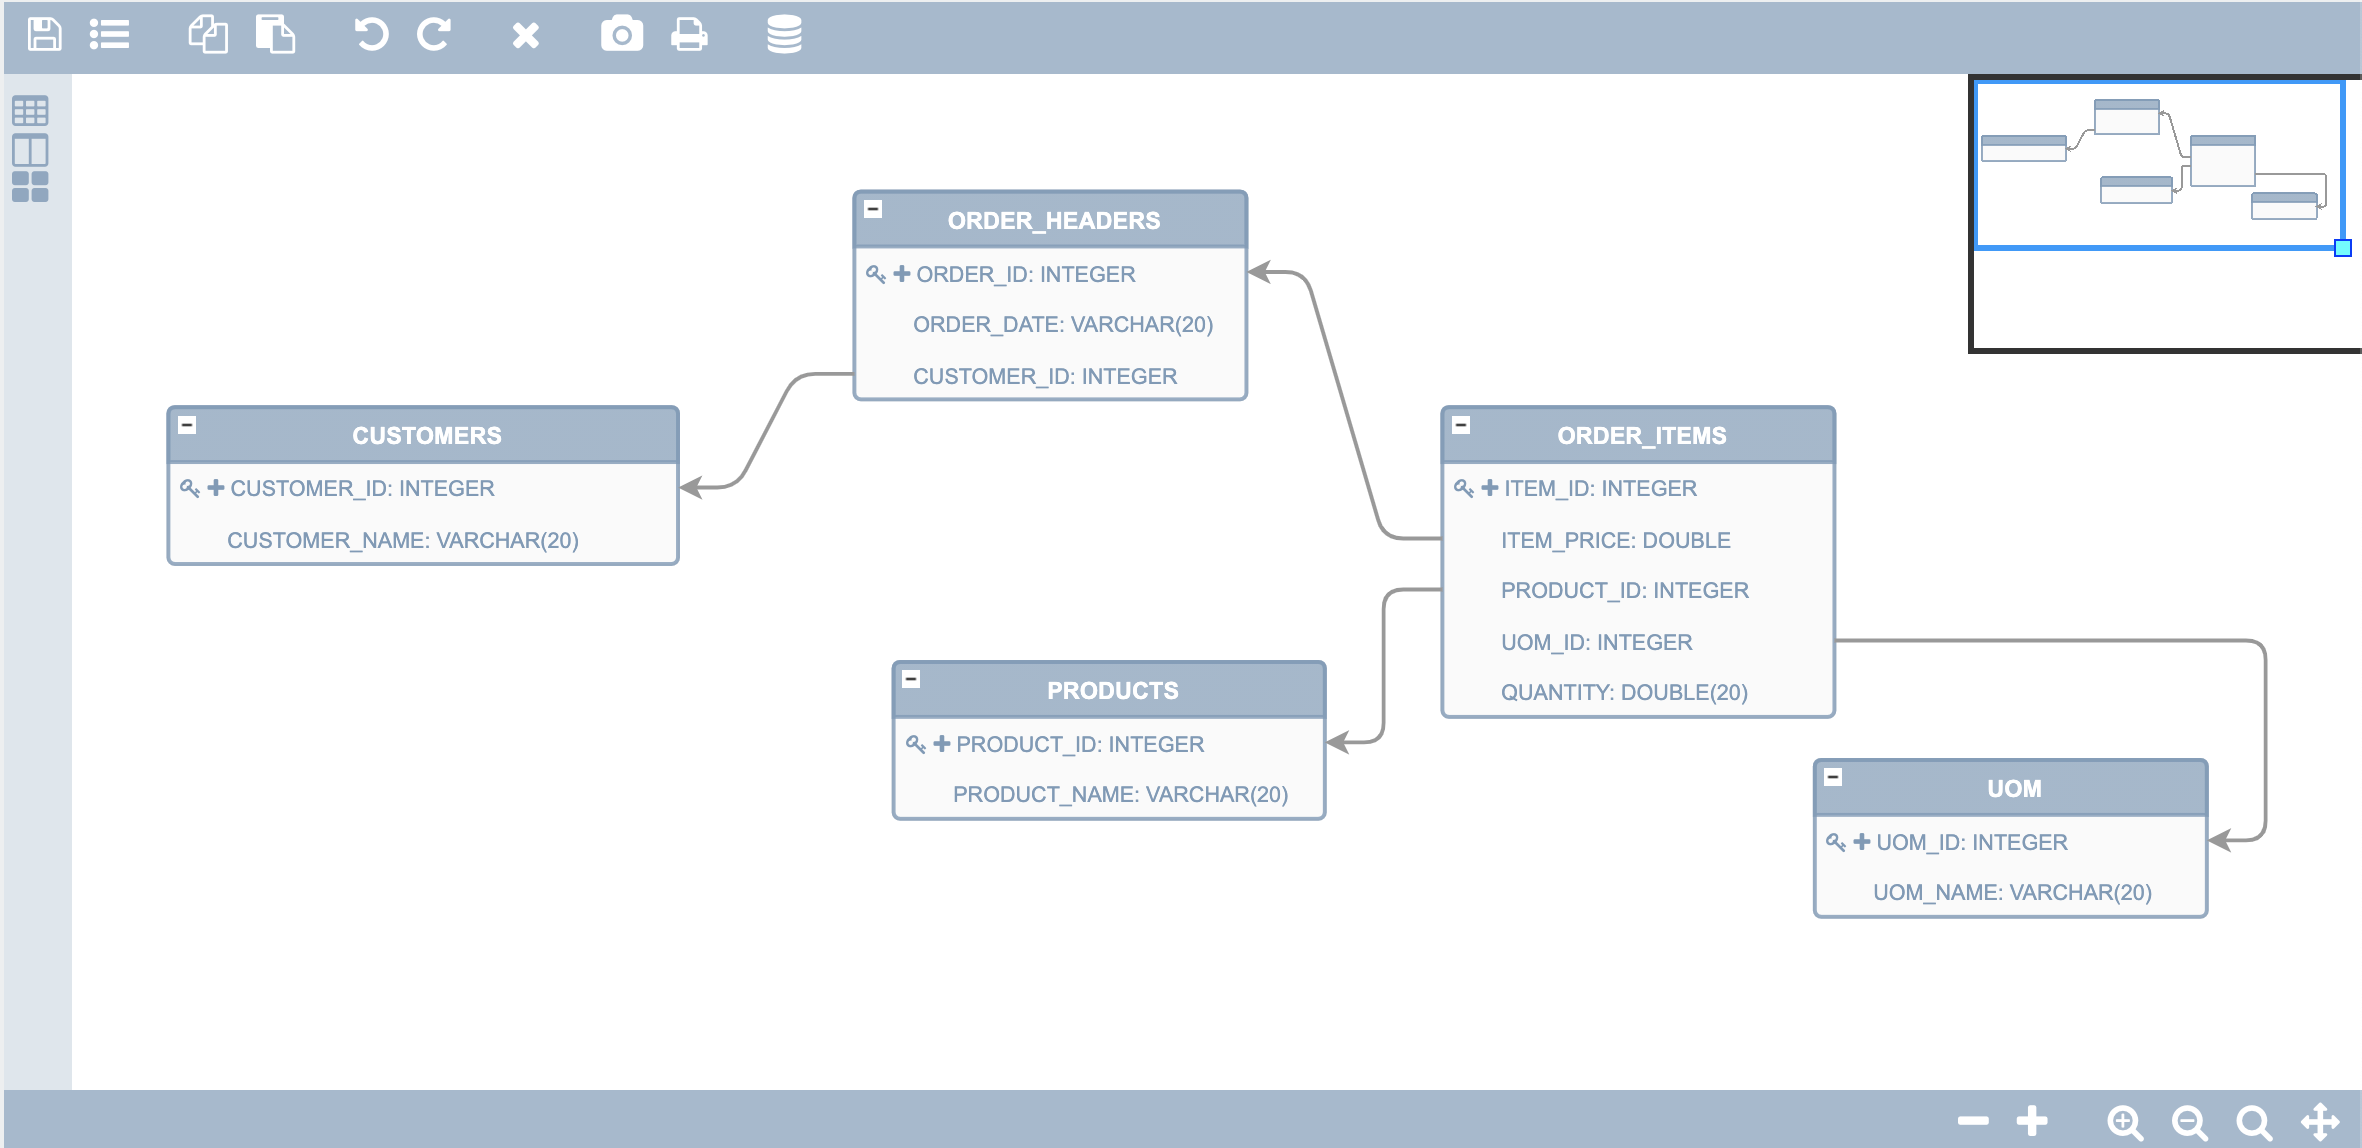 ORDER_HEADERS
ORDER_ID: INTEGER
ORDER_DATE: VARCHAR(20)
CUSTOMER_ID: INTEGER
CUSTOMERS
CUSTOMER_ID: INTEGER
CUSTOMER_NAME: VARCHAR(20)
ORDER_ITEMS
ITEM_ID: INTEGER
ITEM_PRICE: DOUBLE
PRODUCT_ID: INTEGER
UOM_ID: INTEGER
QUANTITY: DOUBLE(20)
PRODUCTS
PRODUCT_ID: INTEGER
PRODUCT_NAME: VARCHAR(20)
UOM
UOM_ID: INTEGER
UOM_NAME: VARCHAR(20)